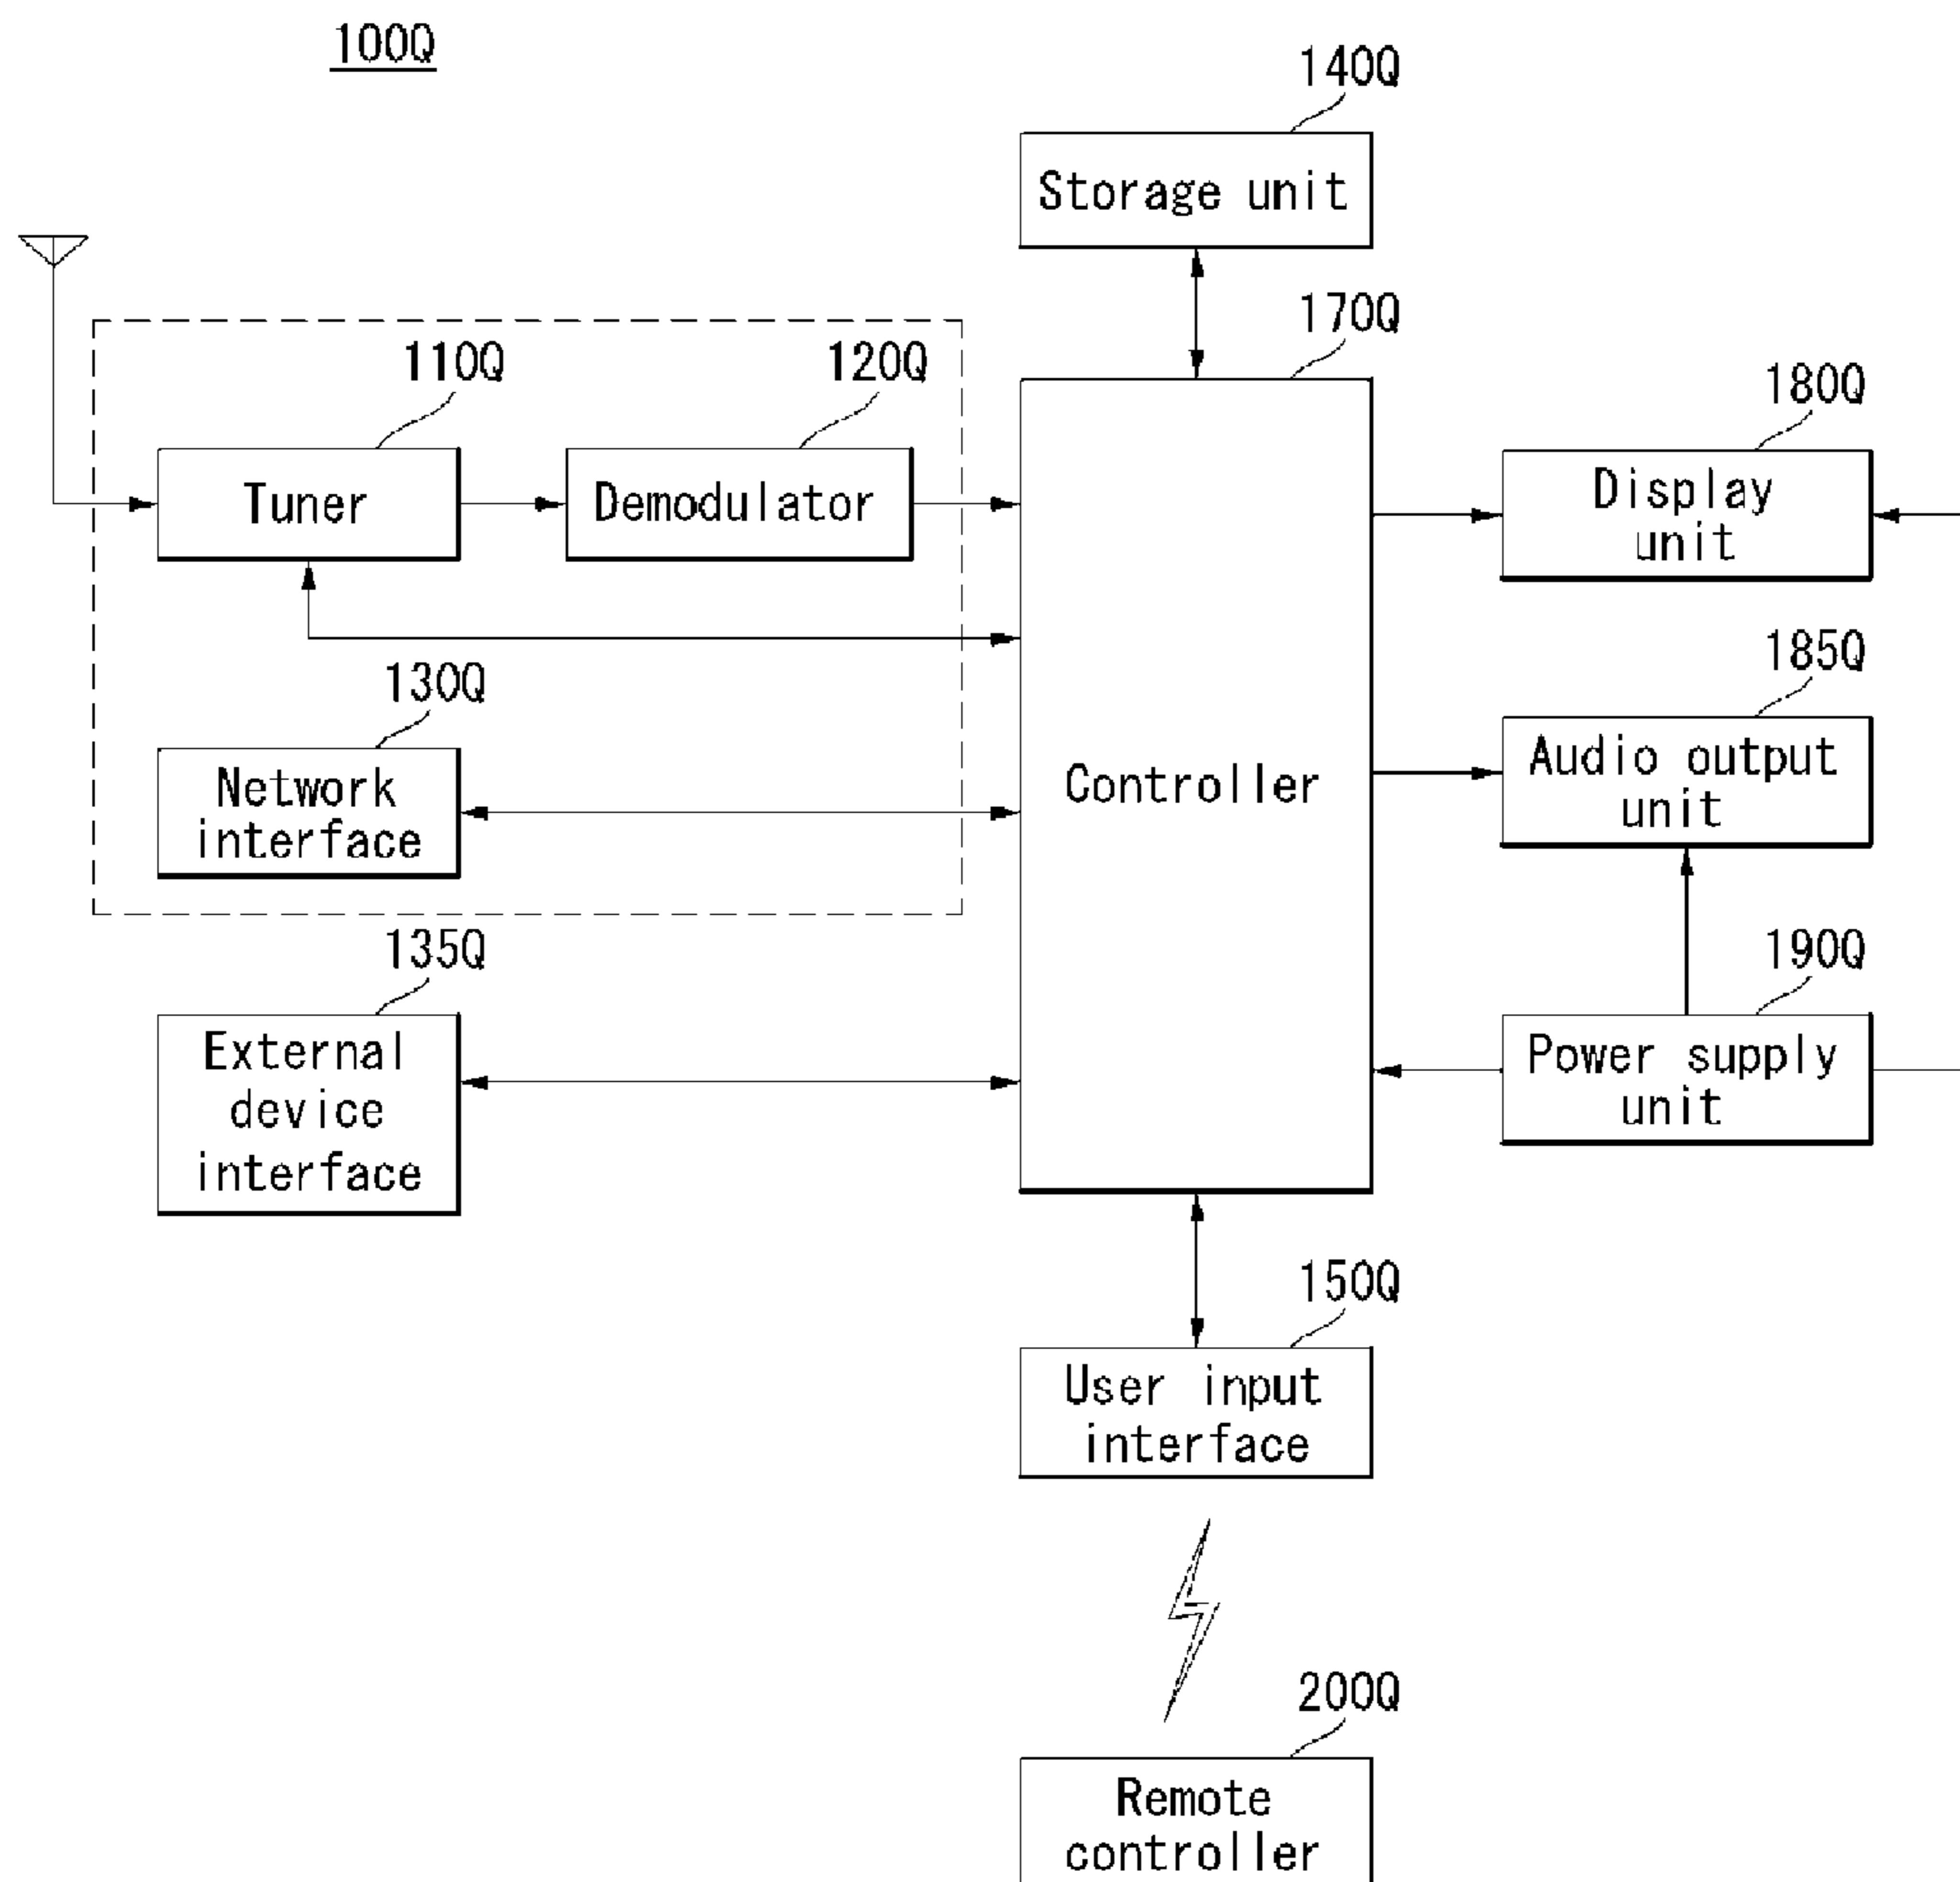 100Q
140Q
Storage unit
170Q
110Q
120Q
180Q
Tuner
Demodulator
Display
unit
130Q
185Q
Network
interface
Controller
Audio output
unit
135Q
190Q
External
device
interface
Power supply
unit
150Q
User input
interface
200Q
Remote
controller